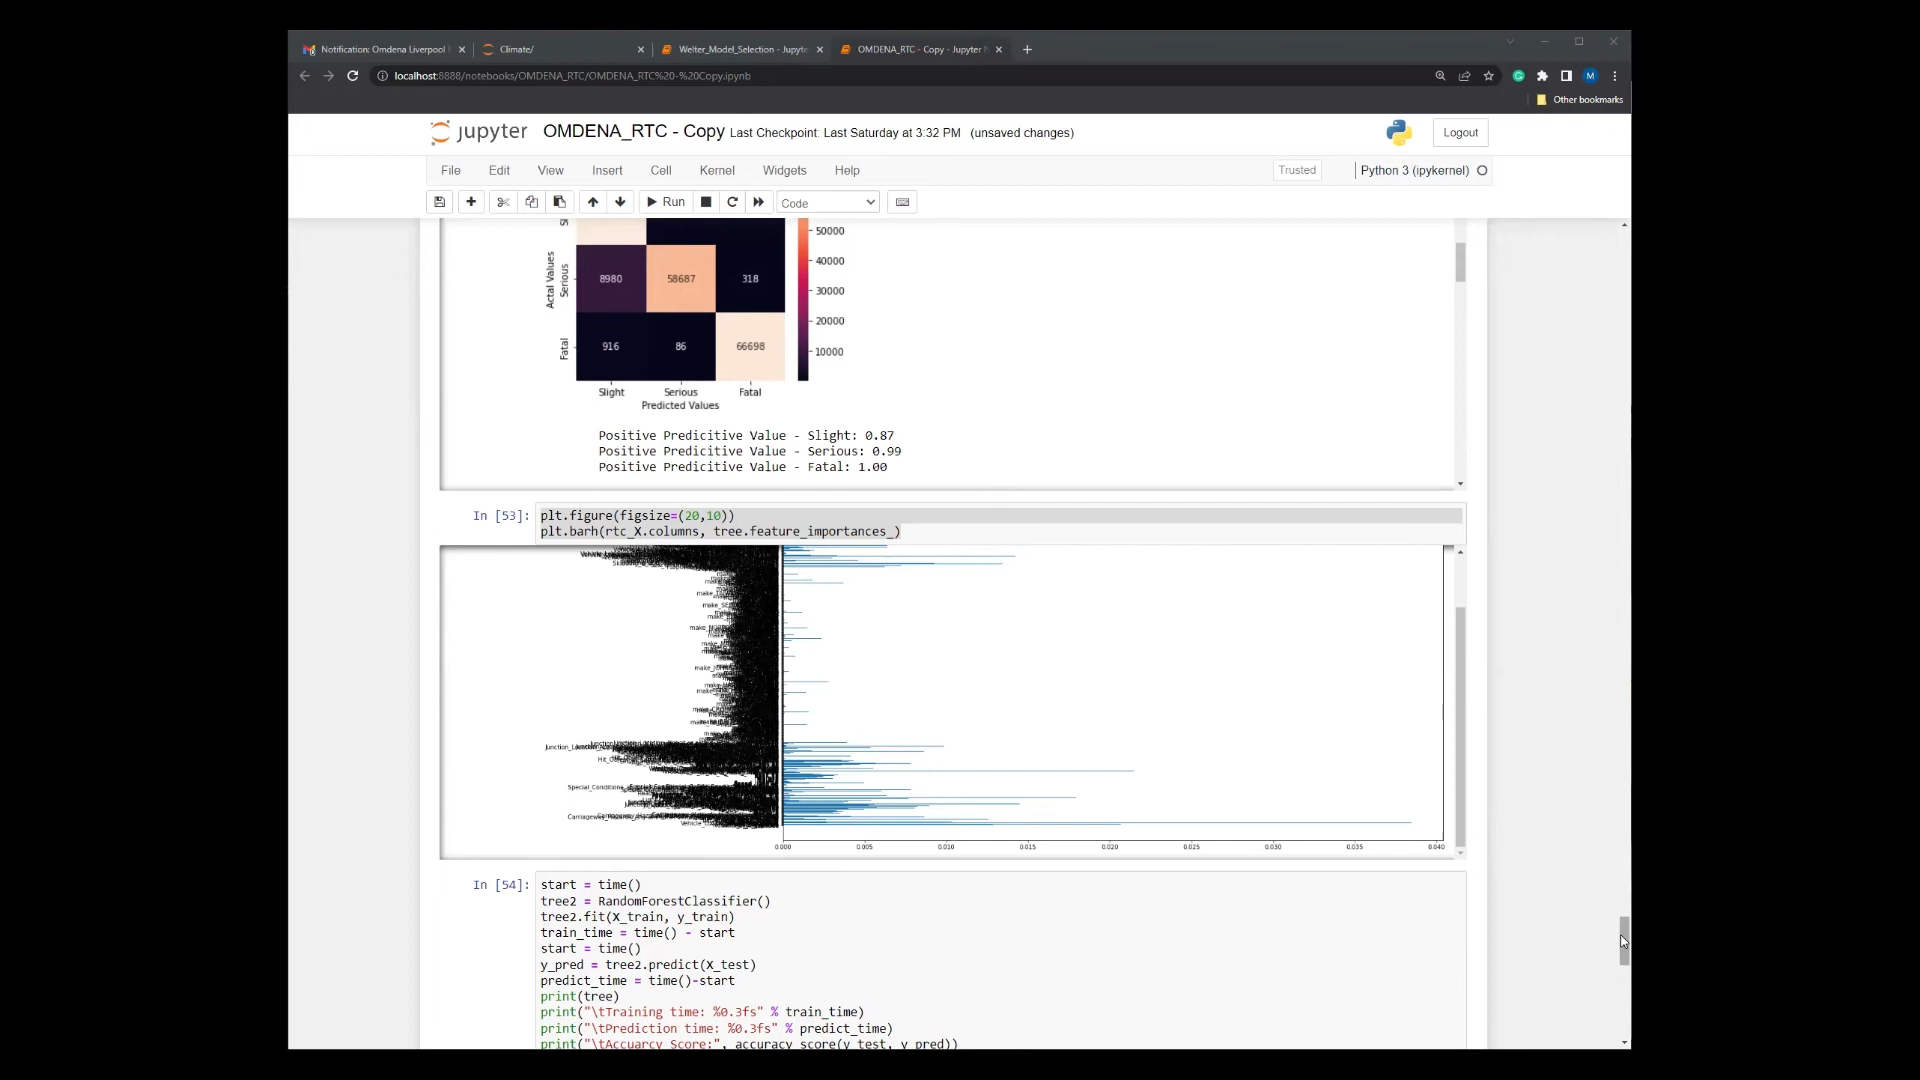 Notification: Omdena Liverpool
Climate/
Welter_Model_Selection - Jupyte
OMDENA_RTC - Copy - Jupyter
localhost:8888/notebooks/OMDENA_RTC/OMDENA_RTC%20-%20Copy.ipynb
M
Other bookmarks
jupyter OMDENA_RTC - Copy Last Checkpoint: Last Saturday at 3:32 PM (unsaved changes)
Logout
File Edit View Insert Cell Kernel Widgets Help
Trusted
Python 3 (ipykernel)
Run
Code
50000
40000
30000
20000
10000
Actal Values
Serious
Fatal
8980 58687 318
916 86 66698
Slight Serious Fatal
Predicted Values
Positive Predicitive Value - Slight: 0.87
Positive Predicitive Value - Serious: 0.99
Positive Predicitive Value - Fatal: 1.00
In [53]:
plt.figure(figsize=(20,10))
plt.barh(rtc_X.columns, tree.feature_importances_)
0.000 0.005 0.010 0.015 0.020 0.025 0.030 0.035 0.040
In [54]:
start = time()
tree2 = RandomForestClassifier()
tree2.fit(X_train, y_train)
train_time = time() - start
start = time()
y_pred = tree2.predict(X_test)
predict_time = time()-start
print(tree)
print("\tTraining time: %0.3fs" % train_time)
print("\tPrediction time: %0.3fs" % predict_time)
print("\tAccuarcy Score:", accuracy_score(y_test, y_pred))